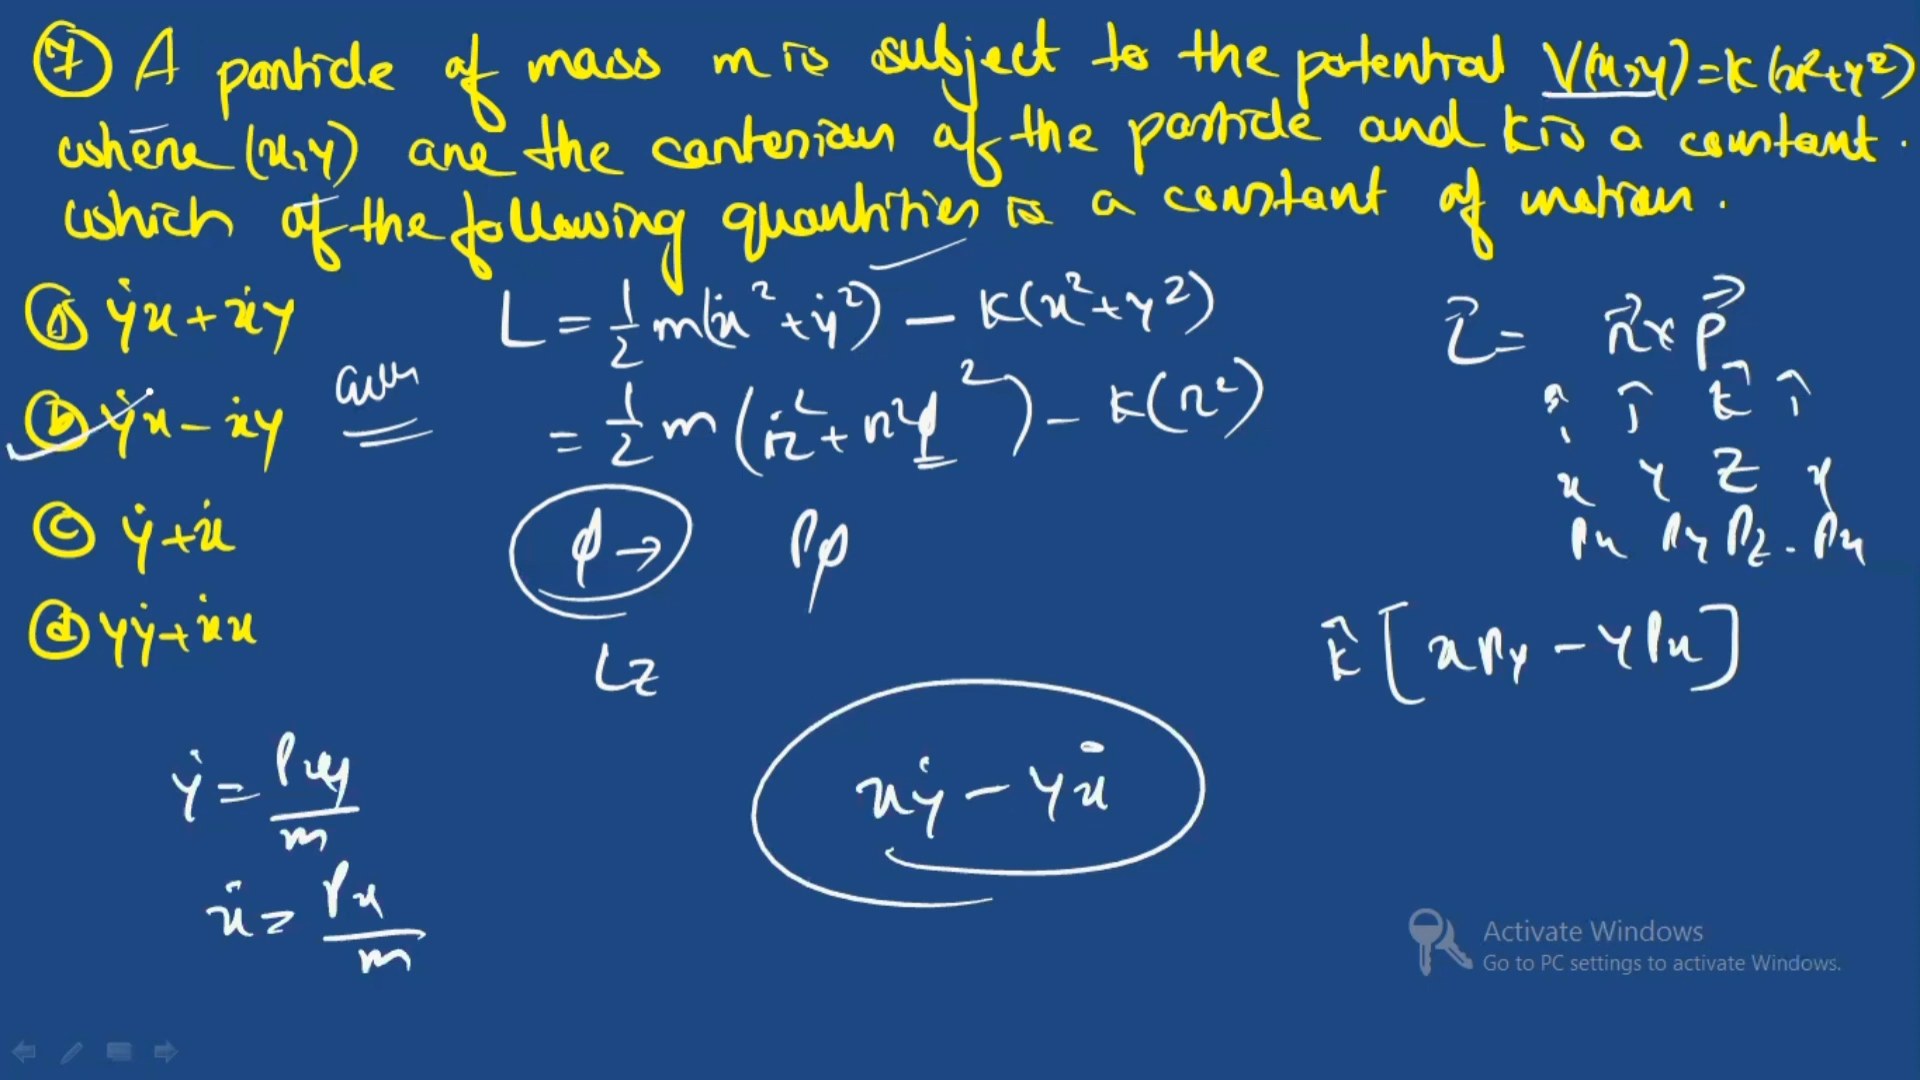 ⑦ A particle of mass m is subject to the potential V(x,y)=k(x²+y²)
where (x,y) are the cartesian of the particle and k is a constant.
which of the following quantities is a constant of motion.
ⓐ ẏx+ẋy
ⓑ ẏx-ẋy
ⓒ ẏ+ẋ
ⓓ yẏ+ẋx
L = 1/2 m(ẋ²+ẏ²) - k(x²+y²)
= 1/2 m(ṙ²+r²φ̇²) - k(r²)
φ → Pφ
Lz
L⃗ = r⃗ × p⃗
î ĵ k̂ î
x y z x
Px Py Pz - Px
k̂[xPy - yPx]
xẏ - yẋ
ẏ = Py/m
ẋ = Px/m
Activate Windows
Go to PC settings to activate Windows.